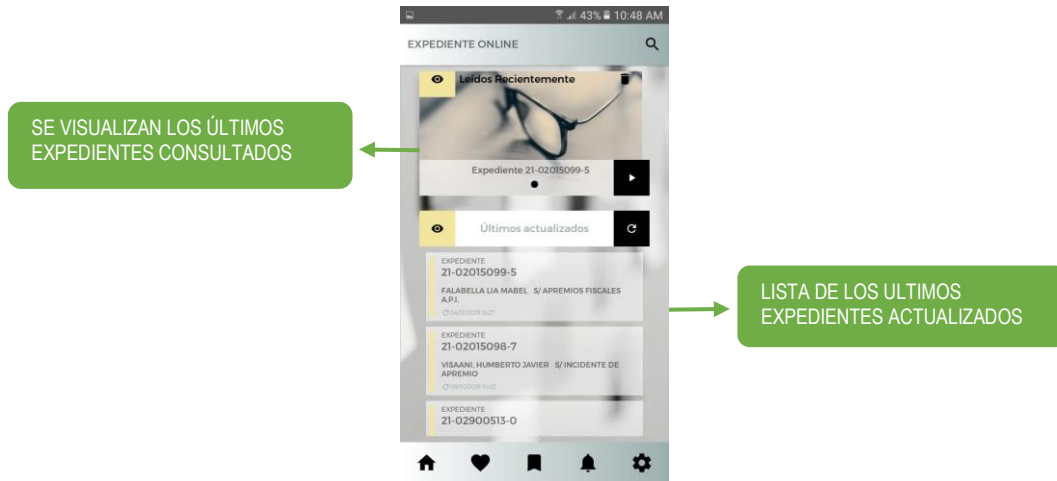 43% 10:48 AM
EXPEDIENTE ONLINE
Leídos Recientemente
SE VISUALIZAN LOS ÚLTIMOS
EXPEDIENTES CONSULTADOS
Expediente 21-02015099-5
Últimos actualizados
EXPEDIENTE
21-02015099-5
FALABELLA LIA MABEL S/ APREMIOS FISCALES
A.P.I.
LISTA DE LOS ULTIMOS
EXPEDIENTES ACTUALIZADOS
EXPEDIENTE
21-02015098-7
VISAANI, HUMBERTO JAVIER S/ INCIDENTE DE
APREMIO
EXPEDIENTE
21-02900513-0